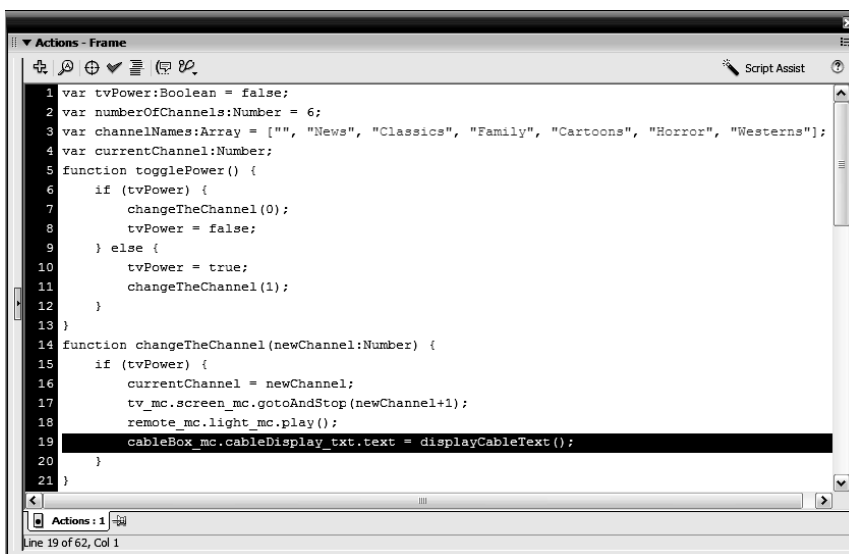 Actions - Frame
Script Assist
1 var tvPower:Boolean = false;
2 var numberOfChannels:Number = 6;
3 var channelNames:Array = ["", "News", "Classics", "Family", "Cartoons", "Horror", "Westerns"];
4 var currentChannel:Number;
5 function togglePower() {
6     if (tvPower) {
7         changeTheChannel(0);
8         tvPower = false;
9     } else {
10         tvPower = true;
11         changeTheChannel(1);
12     }
13 }
14 function changeTheChannel(newChannel:Number) {
15     if (tvPower) {
16         currentChannel = newChannel;
17         tv_mc.screen_mc.gotoAndStop(newChannel+1);
18         remote_mc.light_mc.play();
19         cableBox_mc.cableDisplay_txt.text = displayCableText();
20     }
21 }
Actions : 1
Line 19 of 62, Col 1